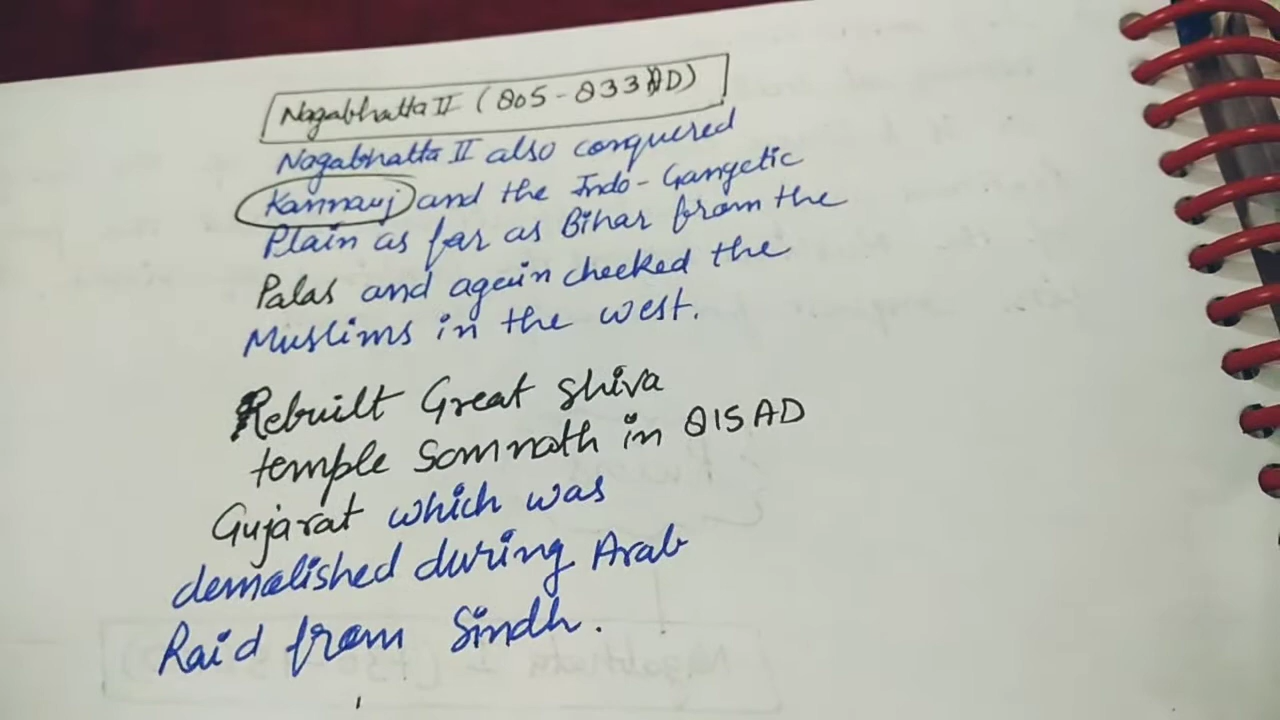 Nagabhatta II (805-833AD)
Nagabhatta II also conquered
Kannauj and the Indo-Gangetic
Plain as far as Bihar from the
Palas and again checked the
Muslims in the west.
Rebuilt Great Shiva
temple Somnath in 815 AD
Gujarat which was
demolished during Arab
Raid from Sindh.